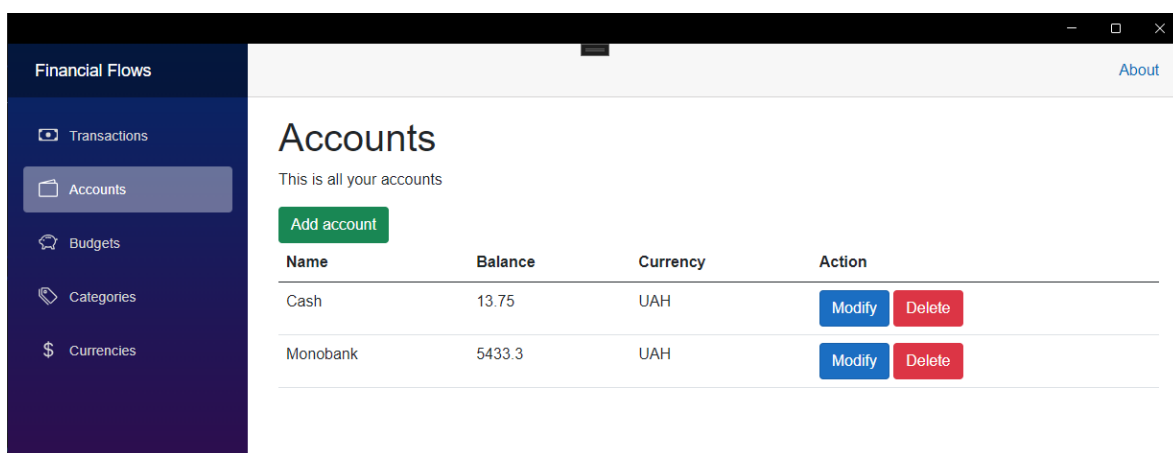 Financial Flows
About
Transactions
Accounts
Budgets
Categories
$ Currencies
Accounts
This is all your accounts
Add account
Name Balance Currency Action
Cash 13.75 UAH Modify Delete
Monobank 5433.3 UAH Modify Delete